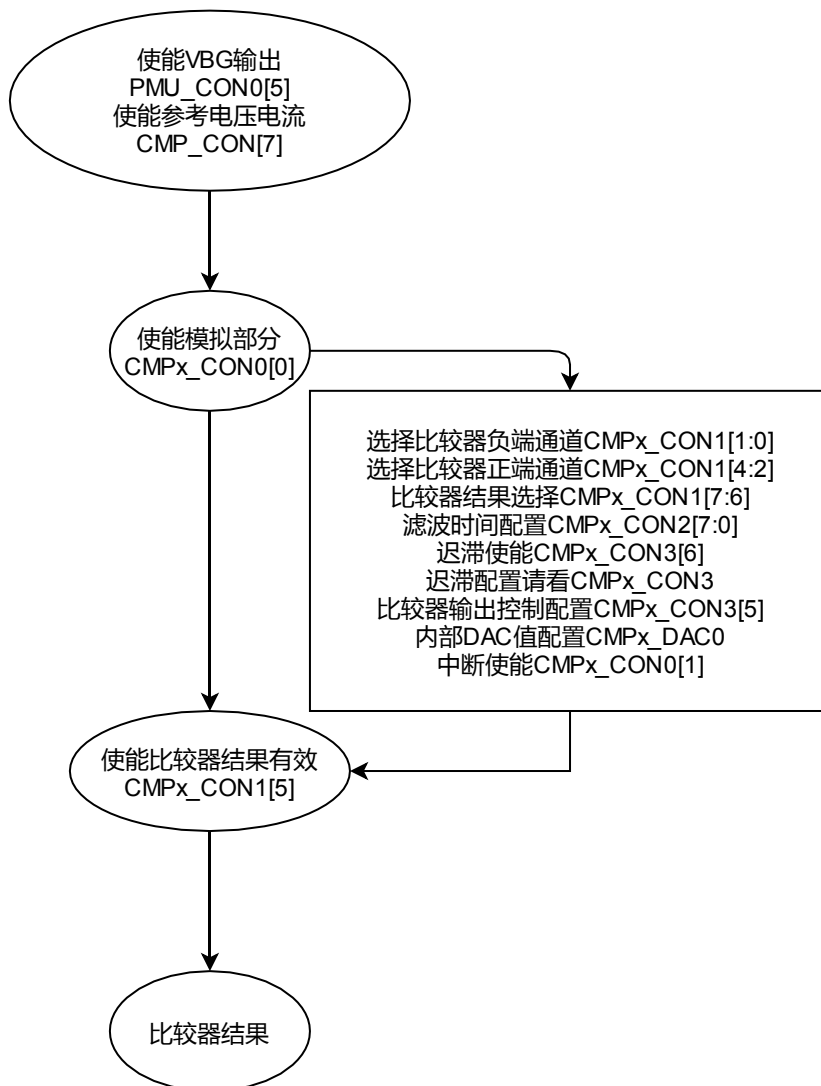 使能VBG输出
PMU_CON0[5]
使能参考电压电流
CMP_CON[7]
使能模拟部分
CMPx_CON0[0]
选择比较器负端通道CMPx_CON1[1:0]
选择比较器正端通道CMPx_CON1[4:2]
比较器结果选择CMPx_CON1[7:6]
滤波时间配置CMPx_CON2[7:0]
迟滞使能CMPx_CON3[6]
迟滞配置请看CMPx_CON3
比较器输出控制配置CMPx_CON3[5]
内部DAC值配置CMPx_DAC0
中断使能CMPx_CON0[1]
使能比较器结果有效
CMPx_CON1[5]
比较器结果